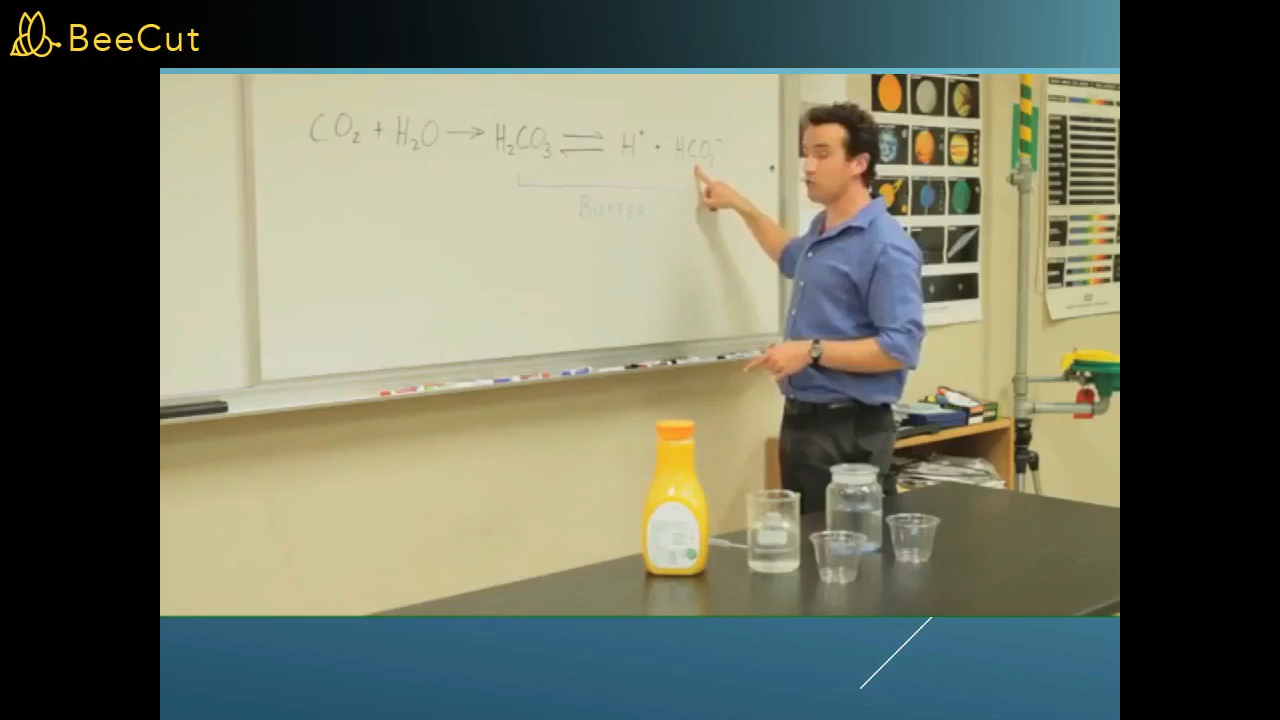 BeeCut
CO₂ + H₂O → H₂CO₃ ⇌ H⁺ • HCO₃⁻
BUFFER